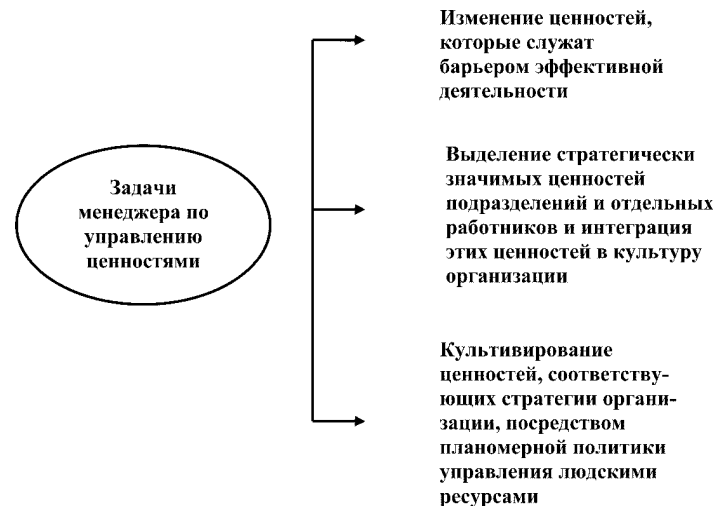 Задачи
менеджера по
управлению
ценностями
Изменение ценностей,
которые служат
барьером эффективной
деятельности
Выделение стратегически
значимых ценностей
подразделений и отдельных
работников и интеграция
этих ценностей в культуру
организации
Культивирование
ценностей, соответству-
ющих стратегии органи-
зации, посредством
планомерной политики
управления людскими
ресурсами